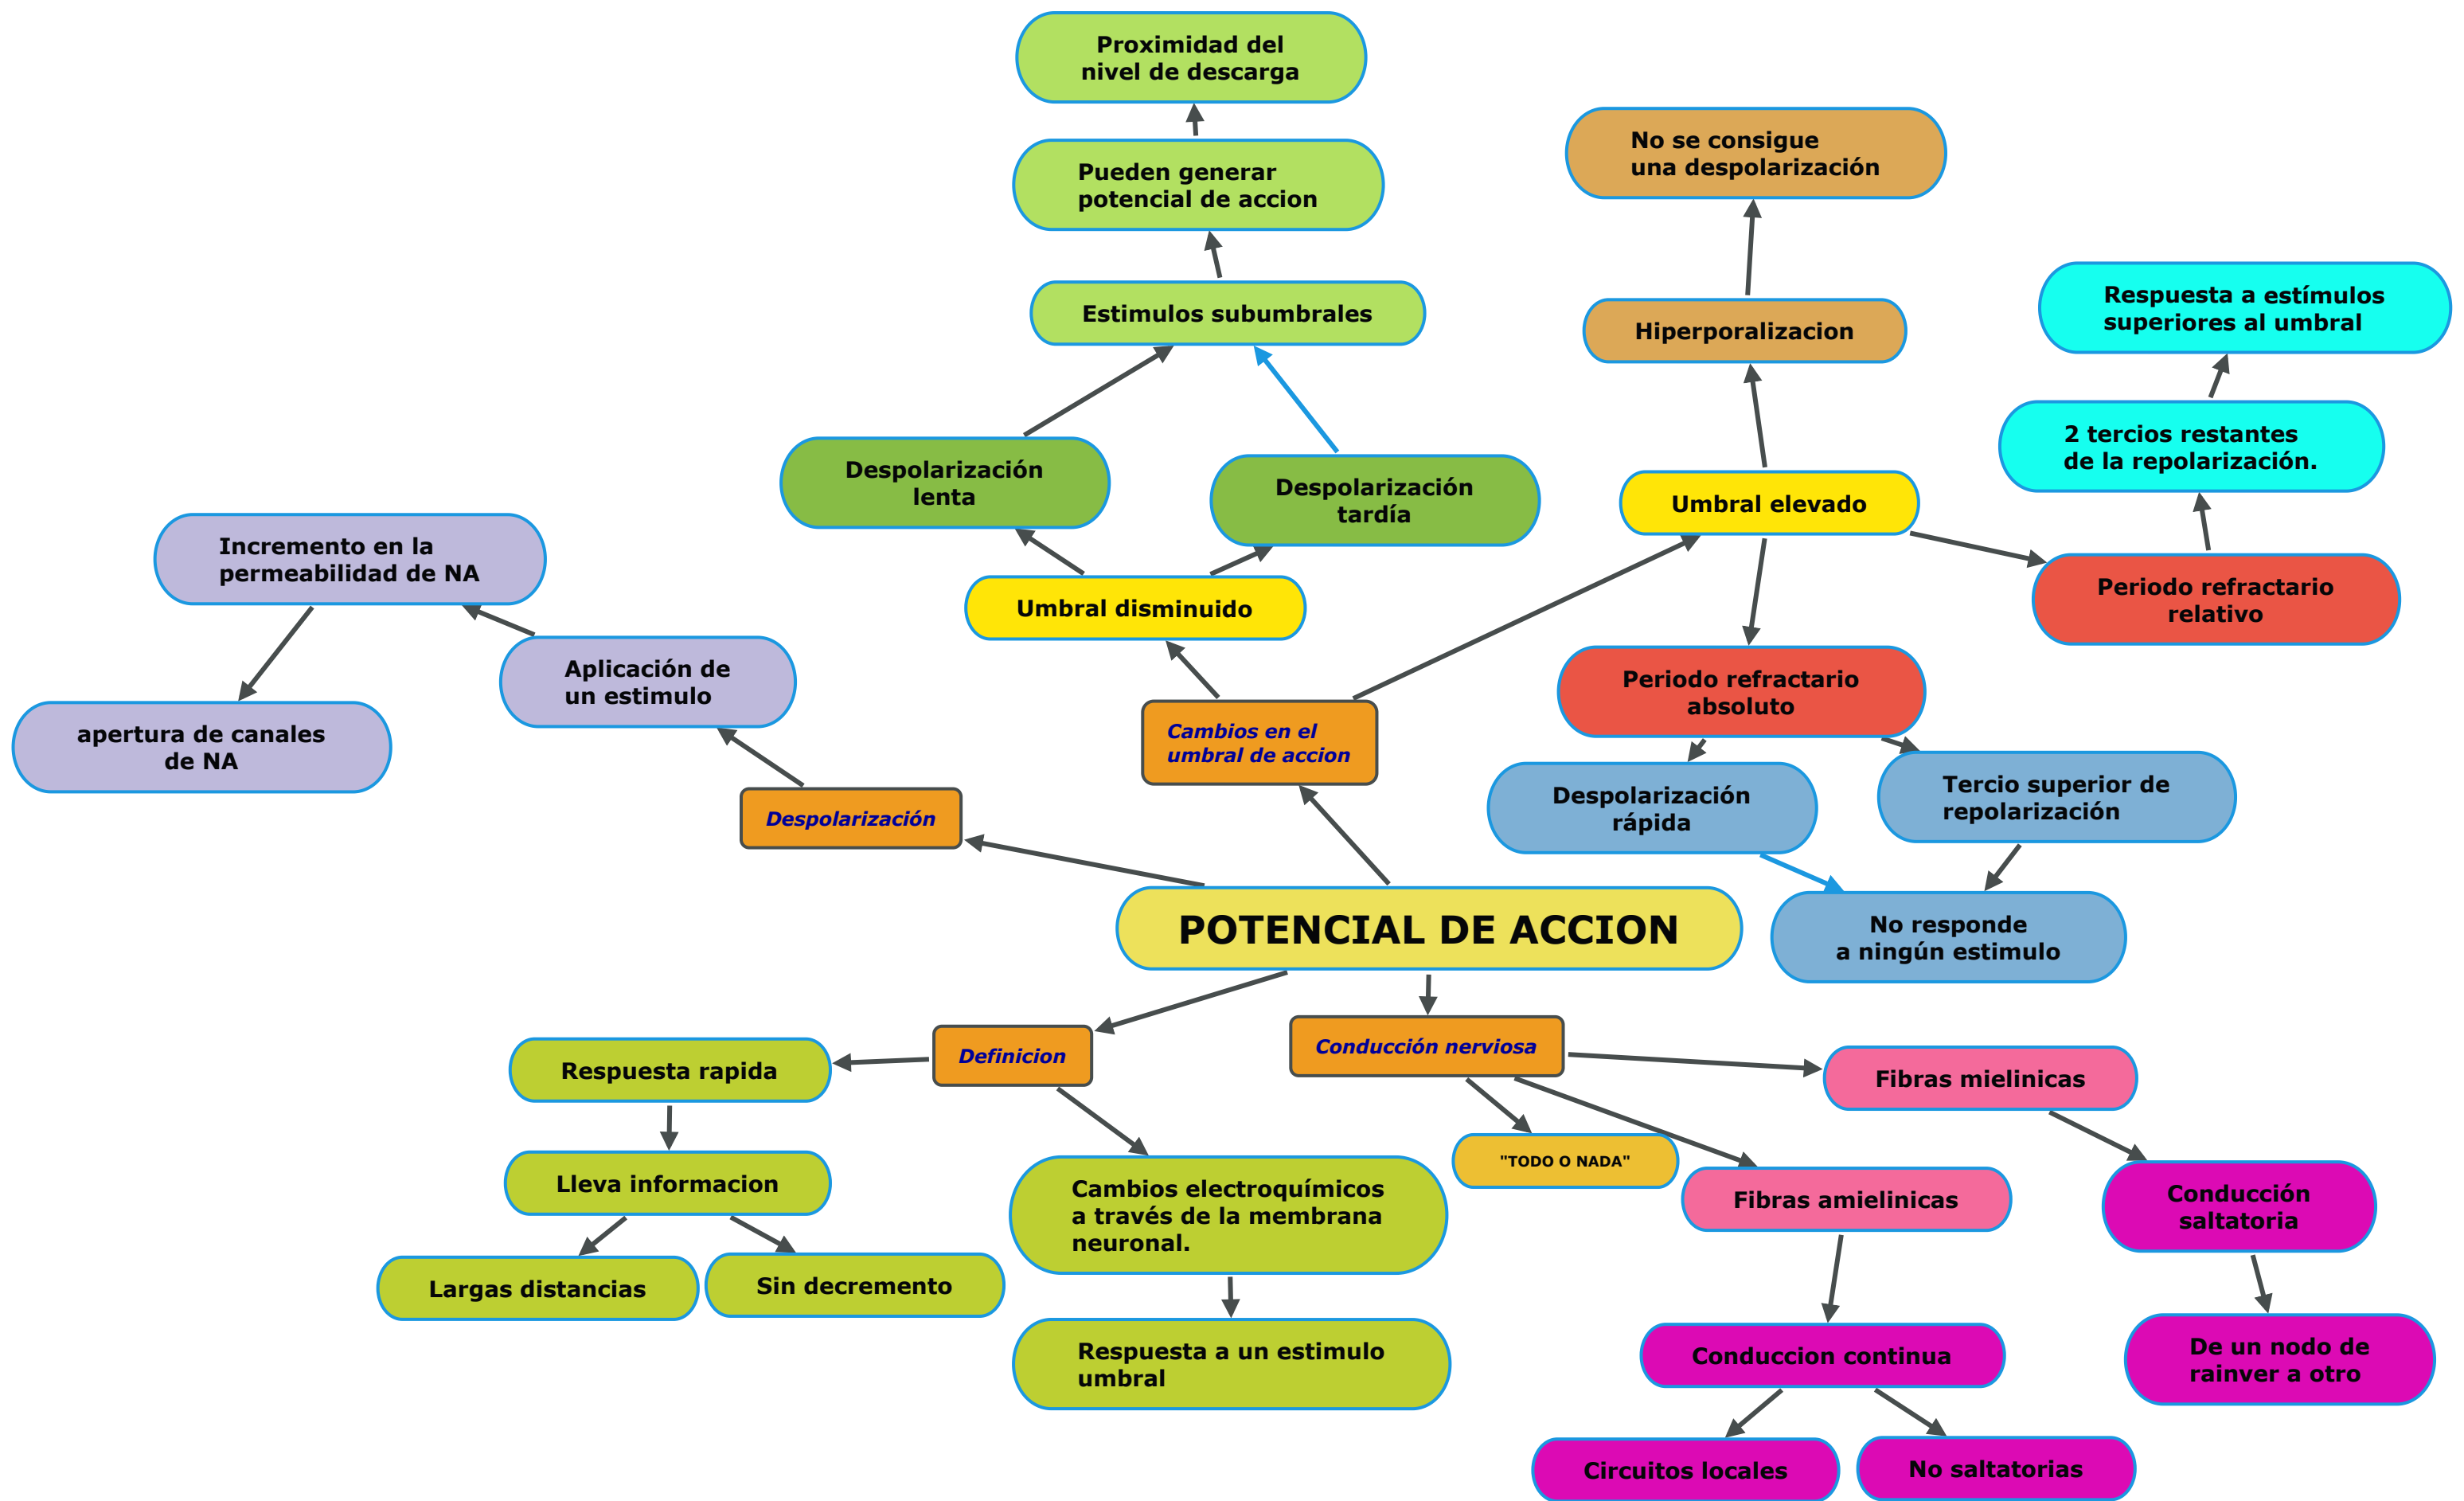 Proximidad del
nivel de descarga
Pueden generar
potencial de accion
Estimulos subumbrales
Despolarización
lenta
Despolarización
tardía
Umbral disminuido
No se consigue
una despolarización
Hiperporalizacion
Umbral elevado
Respuesta a estímulos
superiores al umbral
2 tercios restantes
de la repolarización.
Periodo refractario
relativo
Periodo refractario
absoluto
Despolarización
rápida
Tercio superior de
repolarización
No responde
a ningún estimulo
Incremento en la
permeabilidad de NA
Aplicación de
un estimulo
apertura de canales
de NA
Cambios en el
umbral de accion
Despolarización
POTENCIAL DE ACCION
Definicion
Conducción nerviosa
Respuesta rapida
Lleva informacion
Largas distancias
Sin decremento
Cambios electroquímicos
a través de la membrana
neuronal.
Respuesta a un estimulo
umbral
"TODO O NADA"
Fibras mielinicas
Fibras amielinicas
Conducción
saltatoria
De un nodo de
rainver a otro
Conduccion continua
Circuitos locales
No saltatorias